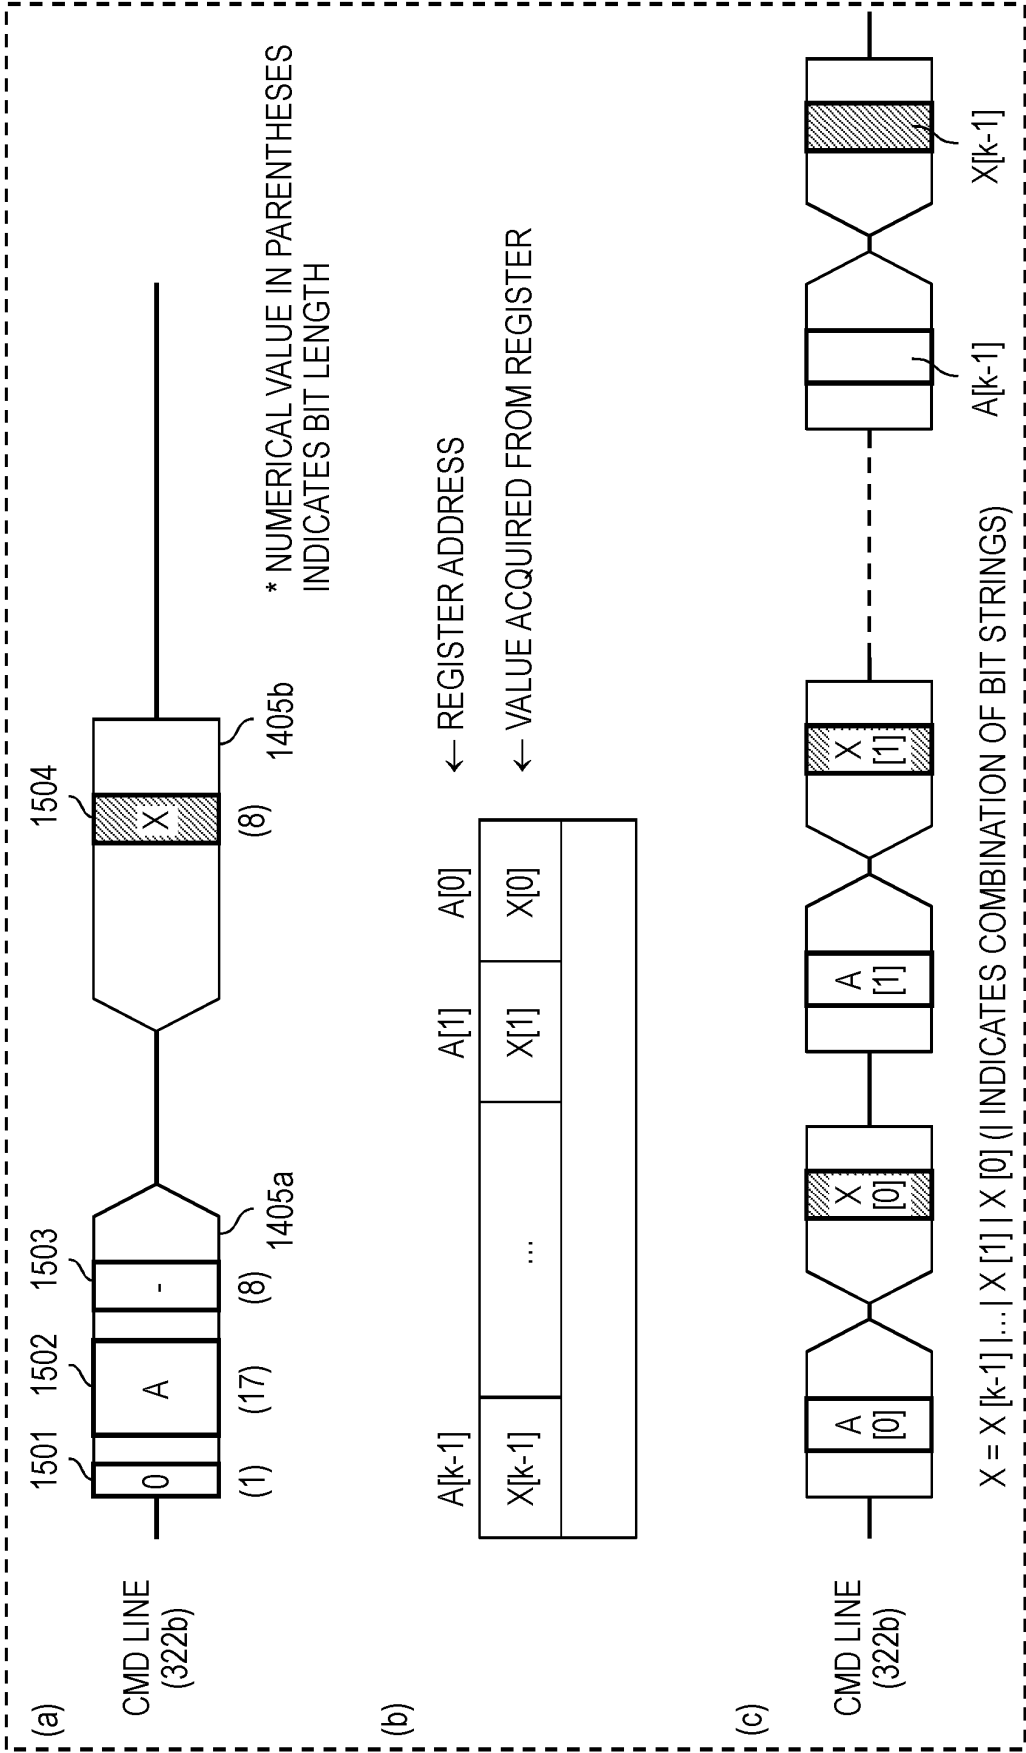 (a)
1501
1502
1503
1504
CMD LINE
(322b)
0
A
-
X
(1)
(17)
(8)
(8)
1405a
1405b
* NUMERICAL VALUE IN PARENTHESES
INDICATES BIT LENGTH
(b)
A[k-1]
A[1]
A[0]
← REGISTER ADDRESS
X[k-1]
...
X[1]
X[0]
← VALUE ACQUIRED FROM REGISTER
(c)
CMD LINE
(322b)
A
[0]
X
[0]
A
[1]
X
[1]
A[k-1]
X[k-1]
X = X [k-1] |...| X [1] | X [0] (| INDICATES COMBINATION OF BIT STRINGS)